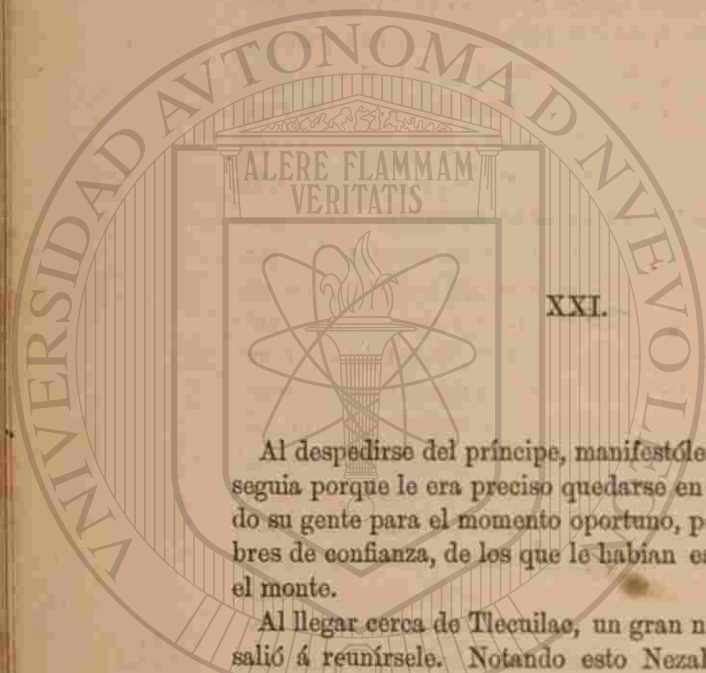 UNIVERSIDAD AUTONOMA DE NUEVO LEON
ALERE FLAMMAM
VERITATIS
XXI.
Al despedirse del príncipe, manifestóle
seguia porque le era preciso quedarse en
do su gente para el momento oportuno, p
bres de confianza, de los que le habian es
el monte.
Al llegar cerca de Tlecuilac, un gran n
salió á reunírsele. Notando esto Nezal